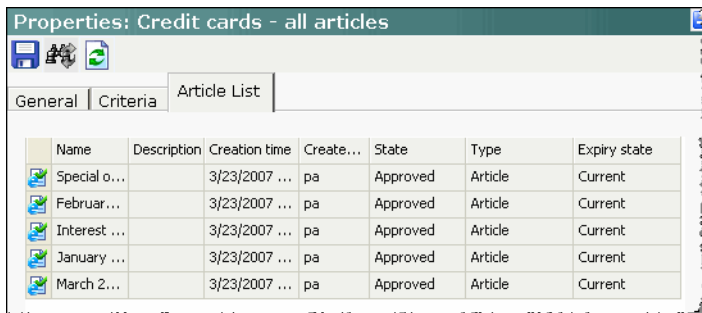 Properties: Credit cards - all articles
General Criteria Article List
Name Description Creation time Create... State Type Expiry state
Special o... 3/23/2007 ... pa Approved Article Current
Februar... 3/23/2007 ... pa Approved Article Current
Interest ... 3/23/2007 ... pa Approved Article Current
January ... 3/23/2007 ... pa Approved Article Current
March 2... 3/23/2007 ... pa Approved Article Current